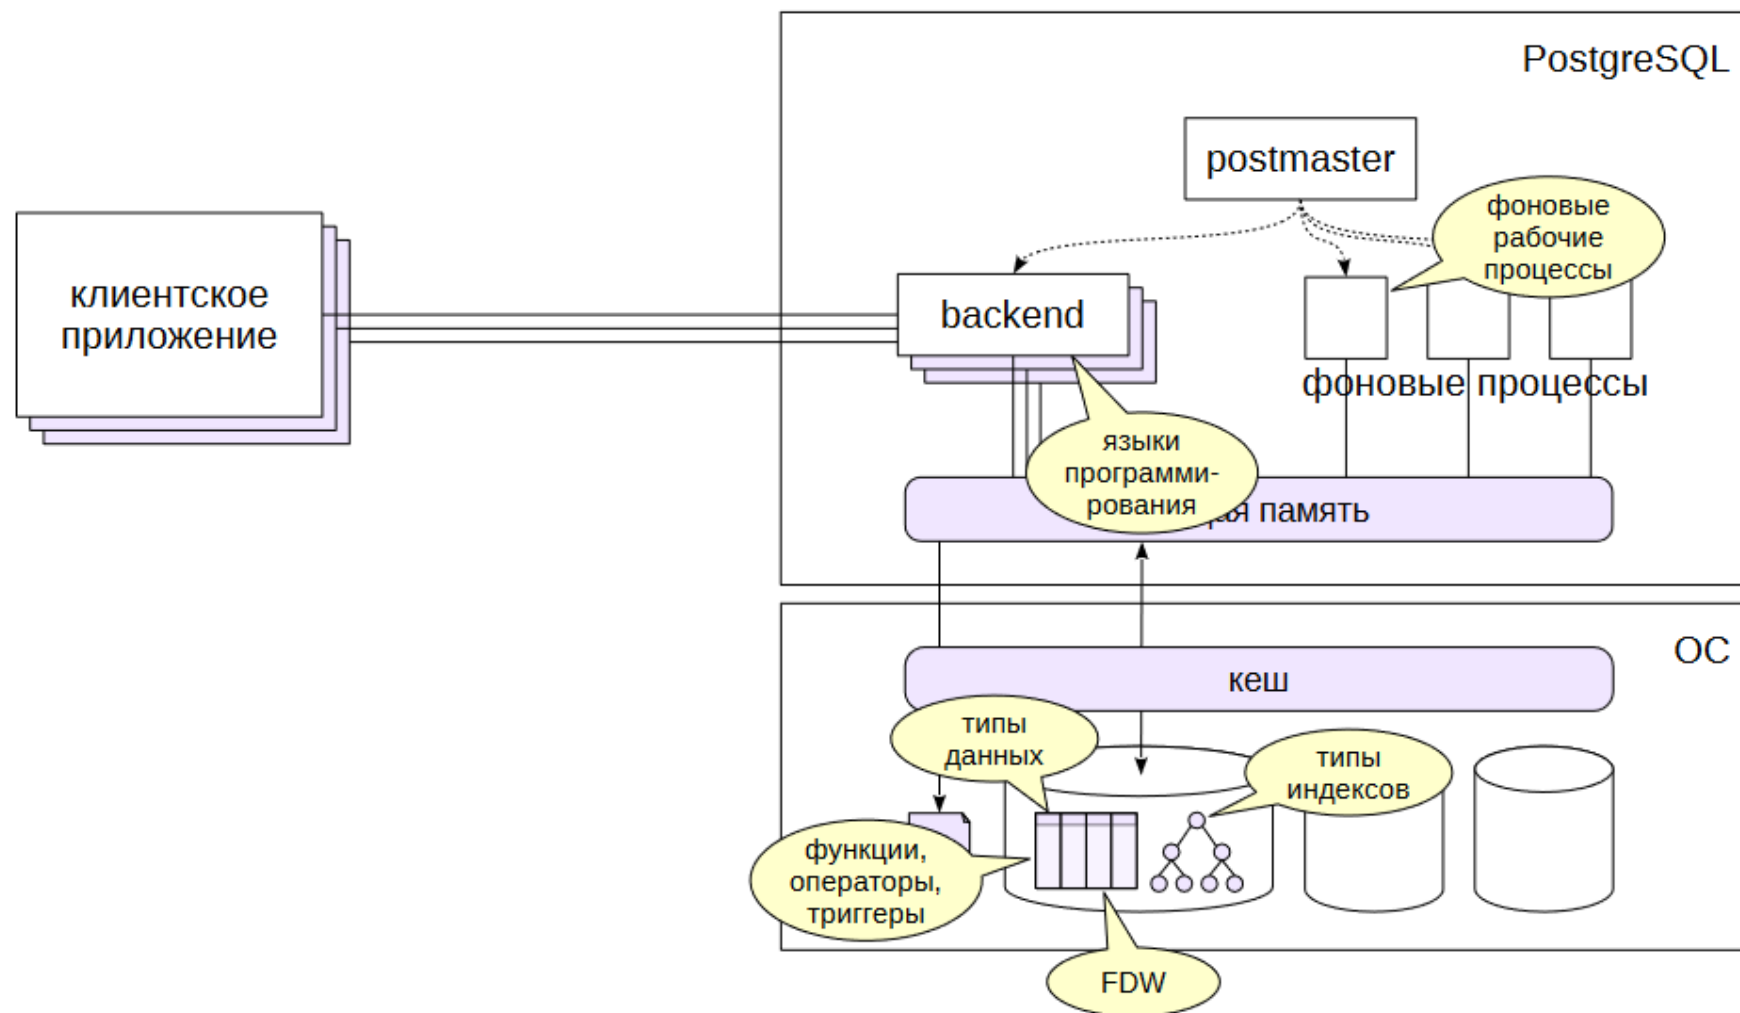 PostgreSQL
postmaster
фоновые
рабочие
процессы
клиентское
приложение
backend
фоновые процессы
языки
программи-
рования
память
ОС
кеш
типы
данных
типы
индексов
функции,
операторы,
триггеры
FDW